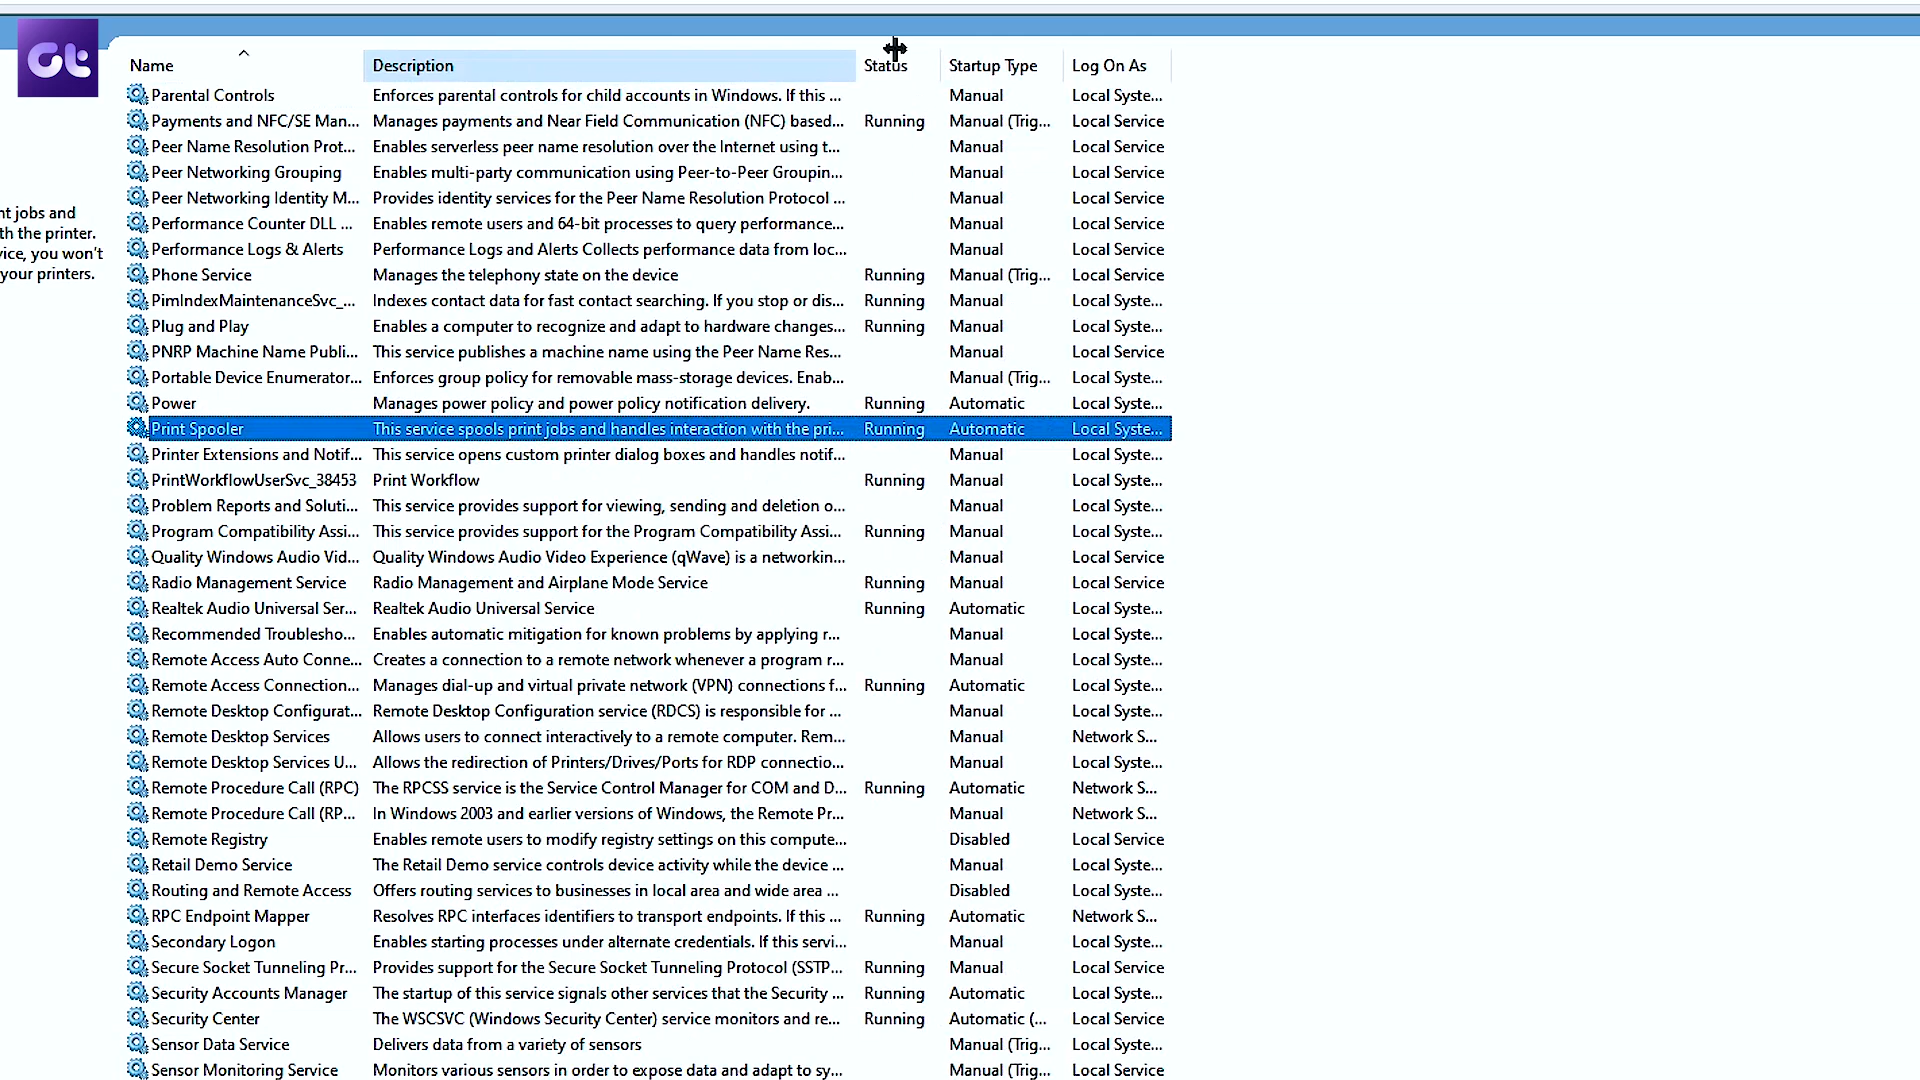 Gt
Name Description Status Startup Type Log On As
Parental Controls Enforces parental controls for child accounts in Windows. If this ... Manual Local Syste...
Payments and NFC/SE Man... Manages payments and Near Field Communication (NFC) based... Running Manual (Trig... Local Service
Peer Name Resolution Prot... Enables serverless peer name resolution over the Internet using t... Manual Local Service
Peer Networking Grouping Enables multi-party communication using Peer-to-Peer Groupin... Manual Local Service
Peer Networking Identity M... Provides identity services for the Peer Name Resolution Protocol ... Manual Local Service
nt jobs and
Performance Counter DLL ... Enables remote users and 64-bit processes to query performance... Manual Local Service
th the printer.
Performance Logs & Alerts Performance Logs and Alerts Collects performance data from loc... Manual Local Service
vice, you won't
Phone Service Manages the telephony state on the device Running Manual (Trig... Local Service
your printers.
PimIndexMaintenanceSvc_... Indexes contact data for fast contact searching. If you stop or dis... Running Manual Local Syste...
Plug and Play Enables a computer to recognize and adapt to hardware changes... Running Manual Local Syste...
PNRP Machine Name Publi... This service publishes a machine name using the Peer Name Res... Manual Local Service
Portable Device Enumerator... Enforces group policy for removable mass-storage devices. Enab... Manual (Trig... Local Syste...
Power Manages power policy and power policy notification delivery. Running Automatic Local Syste...
Print Spooler This service spools print jobs and handles interaction with the pri... Running Automatic Local Syste...
Printer Extensions and Notif... This service opens custom printer dialog boxes and handles notif... Manual Local Syste...
PrintWorkflowUserSvc_38453 Print Workflow Running Manual Local Syste...
Problem Reports and Soluti... This service provides support for viewing, sending and deletion o... Manual Local Syste...
Program Compatibility Assi... This service provides support for the Program Compatibility Assi... Running Manual Local Syste...
Quality Windows Audio Vid... Quality Windows Audio Video Experience (qWave) is a networkin... Manual Local Service
Radio Management Service Radio Management and Airplane Mode Service Running Manual Local Service
Realtek Audio Universal Ser... Realtek Audio Universal Service Running Automatic Local Syste...
Recommended Troublesho... Enables automatic mitigation for known problems by applying r... Manual Local Syste...
Remote Access Auto Conne... Creates a connection to a remote network whenever a program r... Manual Local Syste...
Remote Access Connection... Manages dial-up and virtual private network (VPN) connections f... Running Automatic Local Syste...
Remote Desktop Configurat... Remote Desktop Configuration service (RDCS) is responsible for ... Manual Local Syste...
Remote Desktop Services Allows users to connect interactively to a remote computer. Rem... Manual Network S...
Remote Desktop Services U... Allows the redirection of Printers/Drives/Ports for RDP connectio... Manual Local Syste...
Remote Procedure Call (RPC) The RPCSS service is the Service Control Manager for COM and D... Running Automatic Network S...
Remote Procedure Call (RP... In Windows 2003 and earlier versions of Windows, the Remote Pr... Manual Network S...
Remote Registry Enables remote users to modify registry settings on this compute... Disabled Local Service
Retail Demo Service The Retail Demo service controls device activity while the device ... Manual Local Syste...
Routing and Remote Access Offers routing services to businesses in local area and wide area ... Disabled Local Syste...
RPC Endpoint Mapper Resolves RPC interfaces identifiers to transport endpoints. If this ... Running Automatic Network S...
Secondary Logon Enables starting processes under alternate credentials. If this servi... Manual Local Syste...
Secure Socket Tunneling Pr... Provides support for the Secure Socket Tunneling Protocol (SSTP... Running Manual Local Service
Security Accounts Manager The startup of this service signals other services that the Security ... Running Automatic Local Syste...
Security Center The WSCSVC (Windows Security Center) service monitors and re... Running Automatic (... Local Service
Sensor Data Service Delivers data from a variety of sensors Manual (Trig... Local Syste...
Sensor Monitoring Service Monitors various sensors in order to expose data and adapt to sy... Manual (Trig... Local Service